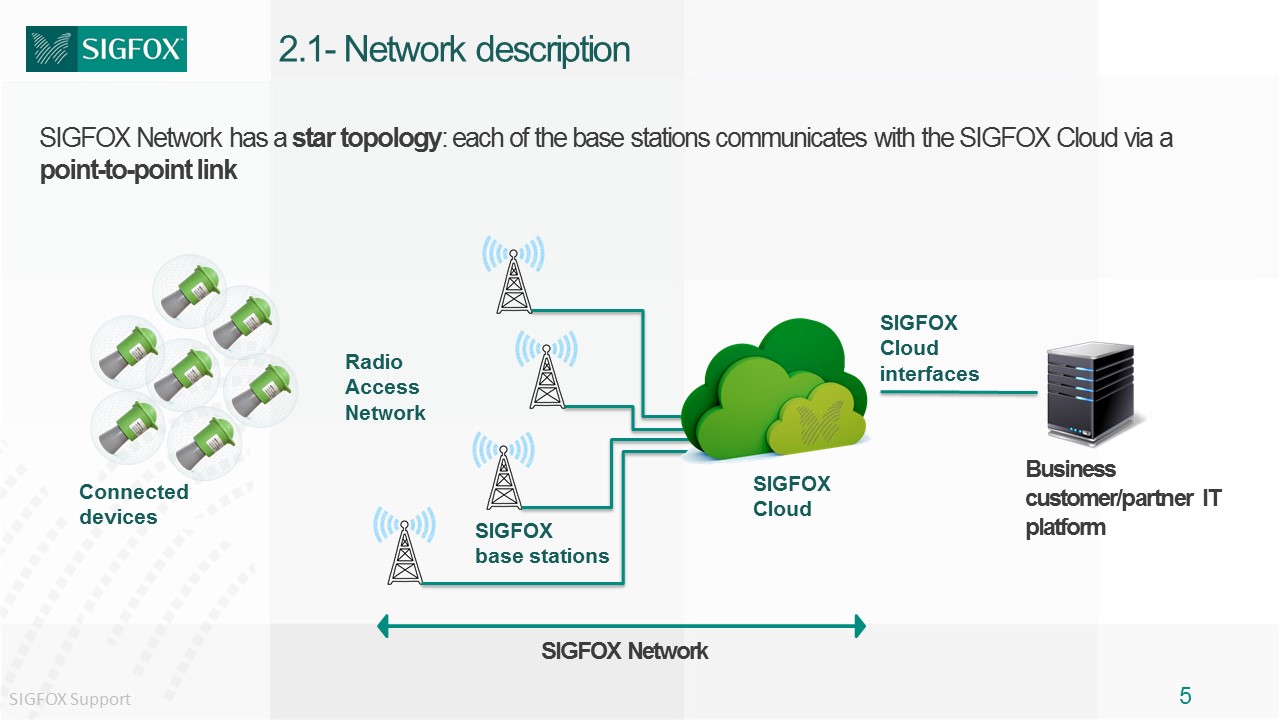 SIGFOX
2.1- Network description
SIGFOX Network has a star topology: each of the base stations communicates with the SIGFOX Cloud via a
point-to-point link
Radio
Access
Network
SIGFOX
Cloud
interfaces
Connected
devices
SIGFOX
base stations
SIGFOX
Cloud
Business
customer/partner IT
platform
SIGFOX Network
SIGFOX Support
5